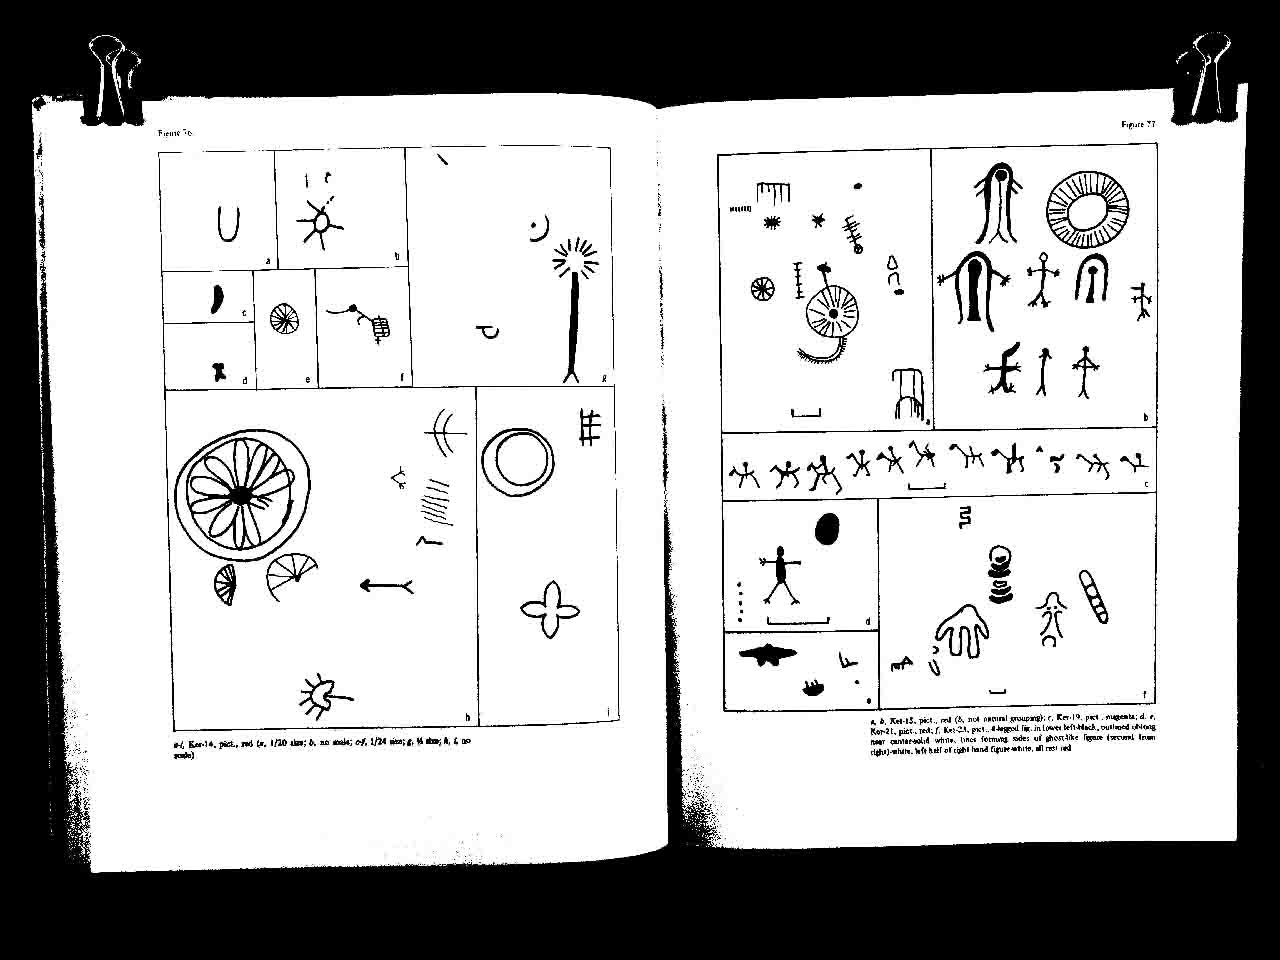 Figure 76
a
b
c
d
e
f
g
h
i
a-i, Ker-14, pict., red (a, 1/20 size; b, no scale; c-f, 1/24 size; g, ⅛ size; h, i, no
scale)
Figure 77
a
b
c
d
e
f
a, b, Ker-15, pict., red (b, not natural grouping); c, Ker-19, pict., magenta; d, e,
Ker-21, pict., red; f, Ker-23, pict., 4-legged fig. in lower left-black, outlined oblong
near center-solid white, lines forming sides of ghost-like figure (second from
right)-white, left half of right hand figure-white, all rest red